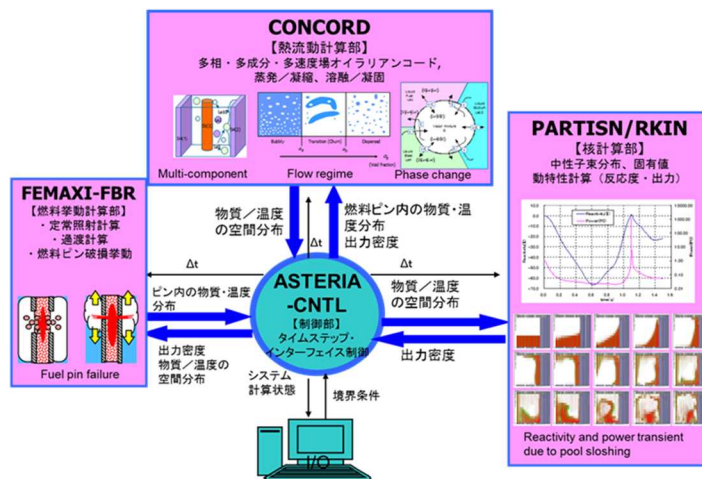 CONCORD
【熱流動計算部】
多相・多成分・多速度場オイラリアンコード,
蒸発／凝縮、溶融／凝固
Bubbly
Transition (Churn)
Dispersed
Multi-component
Flow regime
Phase change
PARTISN/RKIN
【核計算部】
中性子束分布、固有値
動特性計算（反応度・出力）
Reactivity($)
Power(P0)
Reactivity and power transient
due to pool sloshing
FEMAXI-FBR
【燃料挙動計算部】
・定常照射計算
・過渡計算
・燃料ピン破損挙動
Fuel pin failure
物質／温度
の空間分布
Δt
燃料ピン内の物質・温
度分布
出力密度
Δt
ピン内の物質・温度
分布
出力密度
物質／温度の
空間分布
ASTERIA
-CNTL
【制御部】
タイムステップ・
インターフェイス制御
Δt
物質／温度
の空間分布
出力密度
システム
計算状態
境界条件
I/O